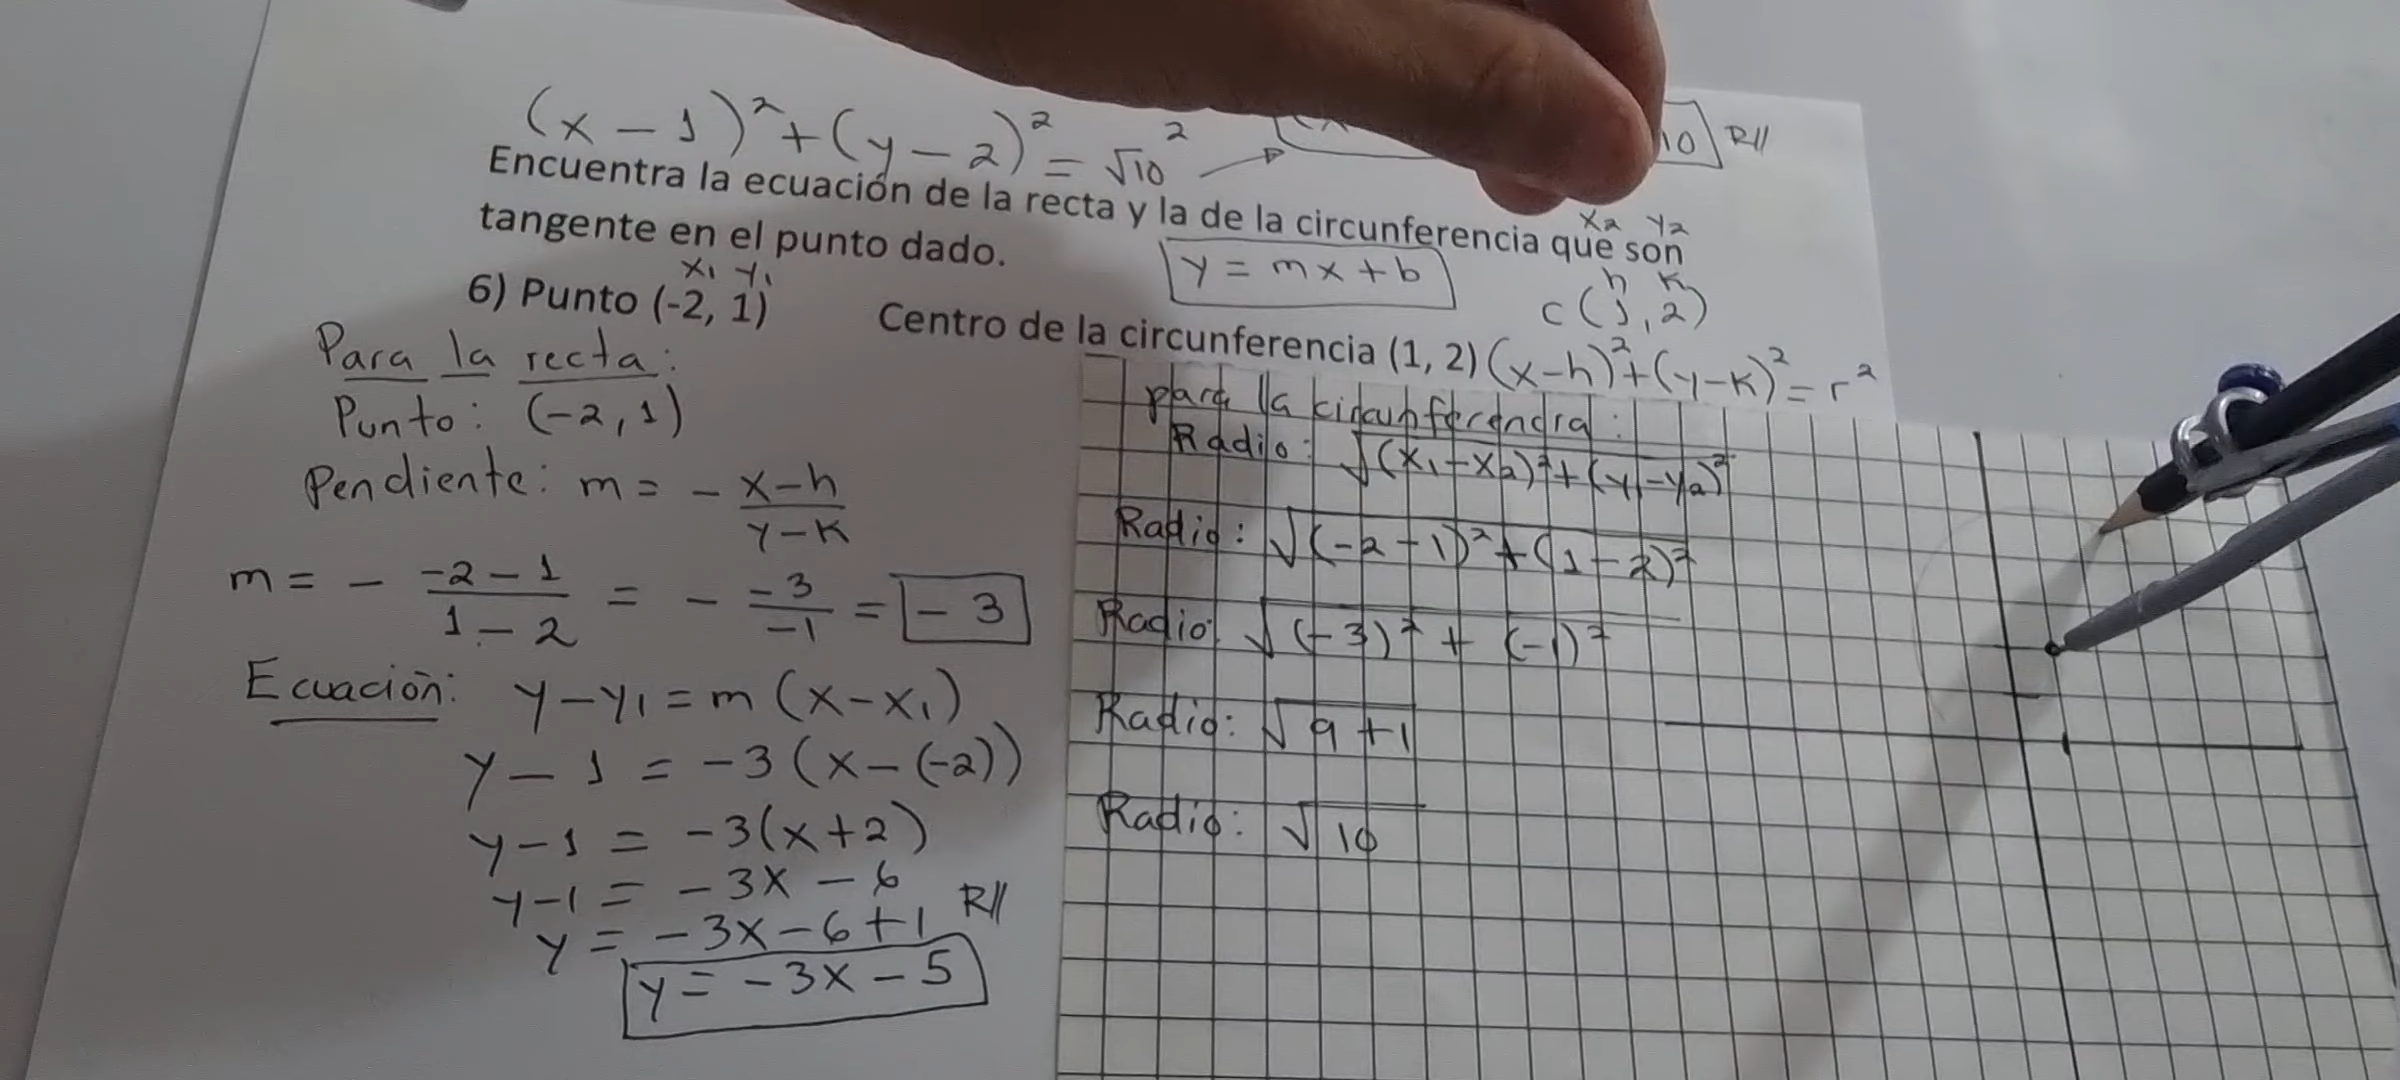 (x - 1)² + (y - 2)² = √10² → 10 R//
Encuentra la ecuación de la recta y la de la circunferencia que son
tangente en el punto dado.
y = mx + b
x₂ y₂
h k
c(1, 2)
x₁ y₁
6) Punto (-2, 1)
Centro de la circunferencia (1, 2) (x-h)² + (y-k)² = r²
Para la recta:
Punto: (-2, 1)
Pendiente: m = - x-h / y-k
m = - -2-1 / 1-2 = - -3 / -1 = -3
Ecuación: y-y₁ = m (x-x₁)
y - 1 = -3 (x-(-2))
y-1 = -3(x+2)
y-1 = -3x - 6
y = -3x-6+1 R//
y = -3x - 5
para la circunferencia:
Radio: √(x₁-x₂)²+(y₁-y₂)²
Radio: √(-2-1)²+(1-2)²
Radio: √(-3)² + (-1)²
Radio: √9+1
Radio: √10